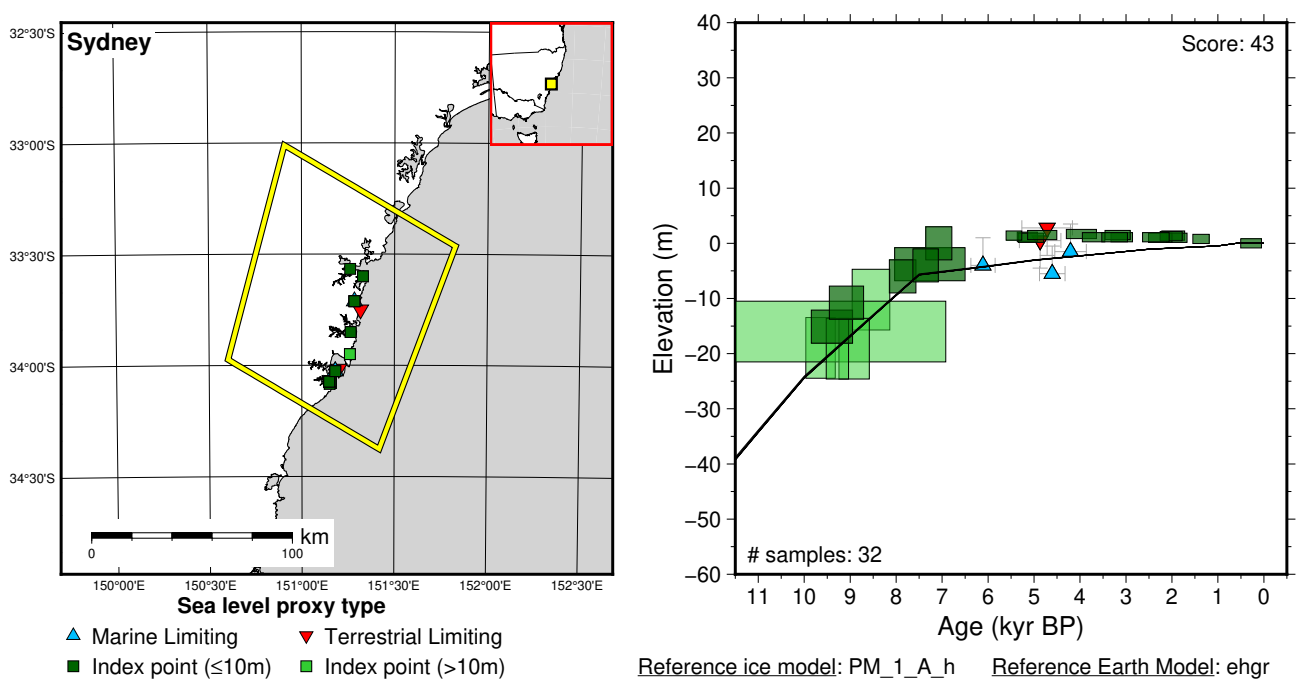 Sydney
32°30'S
33°00'S
33°30'S
34°00'S
34°30'S
km
0 100
150°00'E 150°30'E 151°00'E 151°30'E 152°00'E 152°30'E
Sea level proxy type
Marine Limiting Terrestrial Limiting
Index point (≤10m) Index point (>10m)
Score: 43
Elevation (m)
40
30
20
10
0
−10
−20
−30
−40
−50
−60
# samples: 32
11 10 9 8 7 6 5 4 3 2 1 0
Age (kyr BP)
Reference ice model: PM_1_A_h Reference Earth Model: ehgr